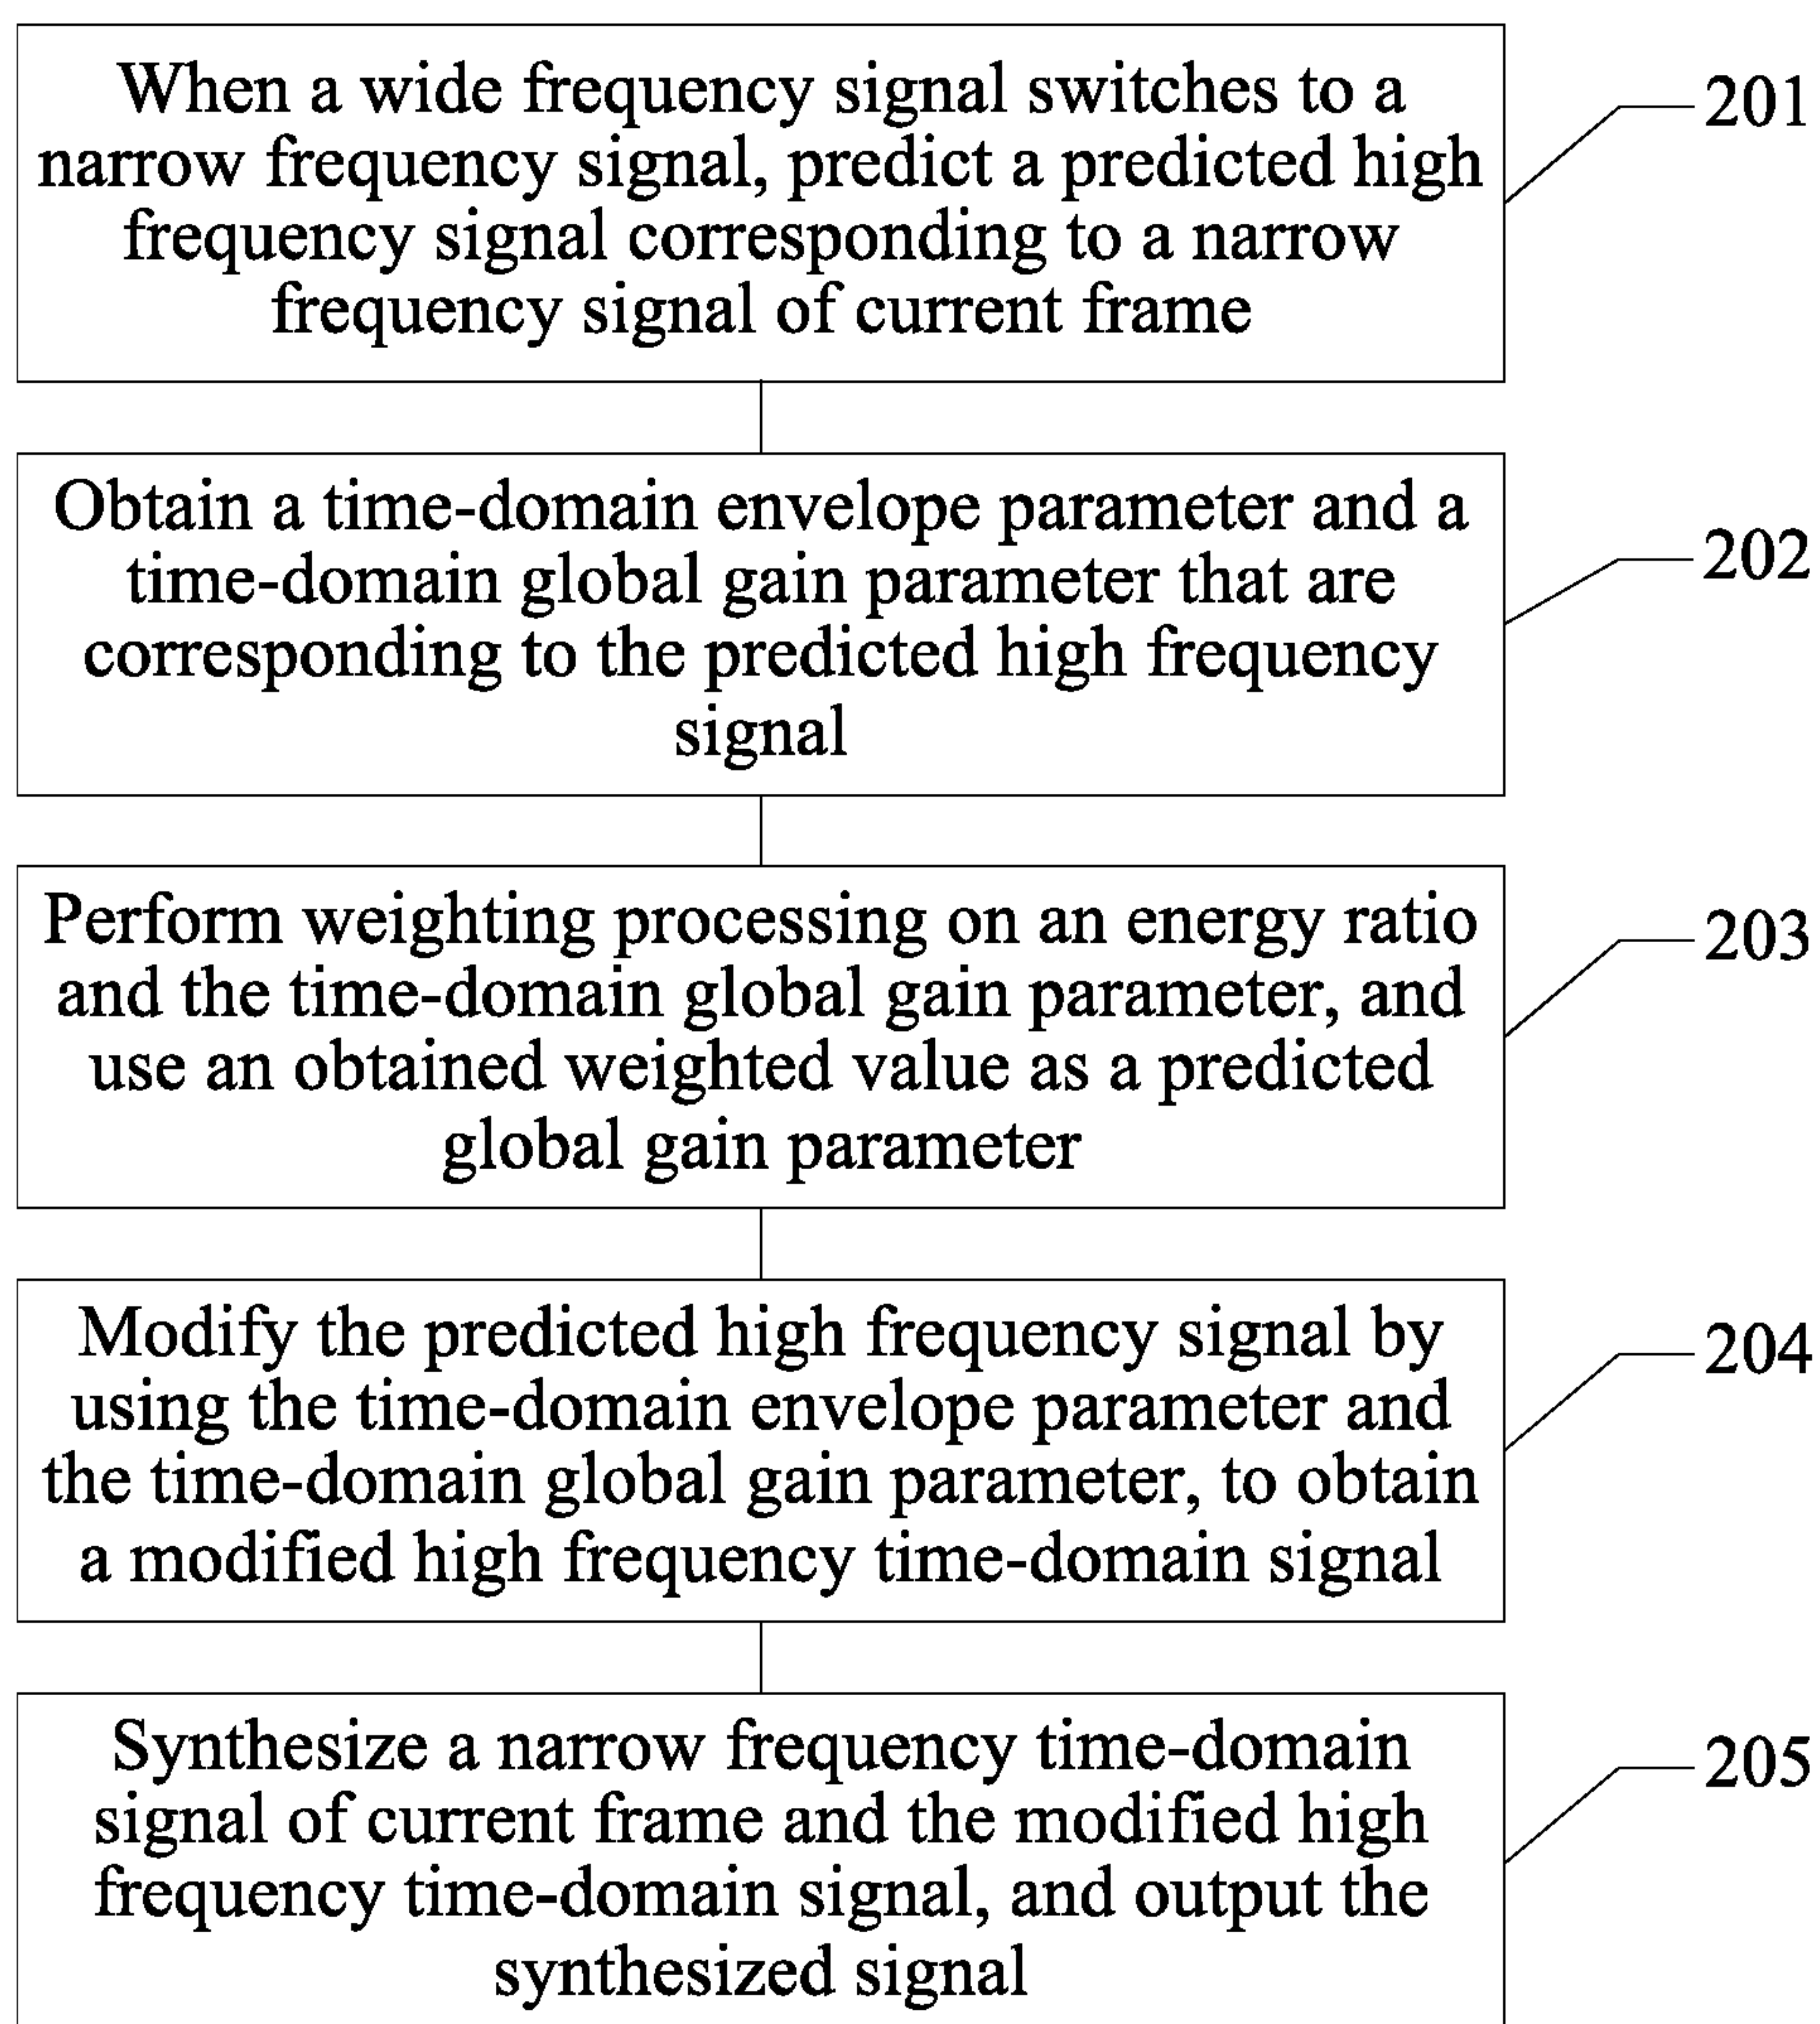 When a wide frequency signal switches to a
narrow frequency signal, predict a predicted high
frequency signal corresponding to a narrow
frequency signal of current frame
201
Obtain a time-domain envelope parameter and a
time-domain global gain parameter that are
corresponding to the predicted high frequency
signal
202
Perform weighting processing on an energy ratio
and the time-domain global gain parameter, and
use an obtained weighted value as a predicted
global gain parameter
203
Modify the predicted high frequency signal by
using the time-domain envelope parameter and
the time-domain global gain parameter, to obtain
a modified high frequency time-domain signal
204
Synthesize a narrow frequency time-domain
signal of current frame and the modified high
frequency time-domain signal, and output the
synthesized signal
205